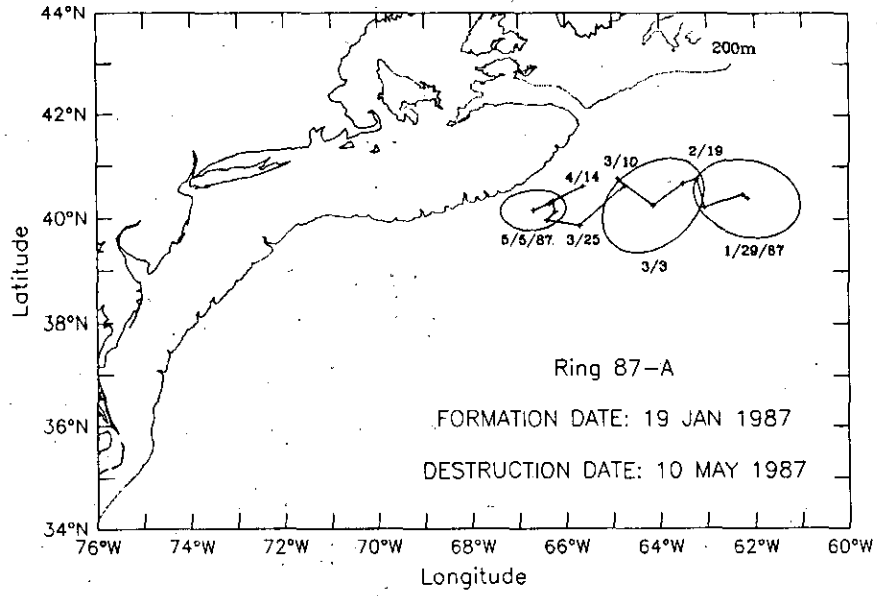 44°N
42°N
40°N
38°N
36°N
34°N
Latitude
200m
2/19
3/10
4/14
5/5/87
3/25
3/3
1/29/87
Ring 87-A
FORMATION DATE: 19 JAN 1987
DESTRUCTION DATE: 10 MAY 1987
76°W 74°W 72°W 70°W 68°W 66°W 64°W 62°W 60°W
Longitude